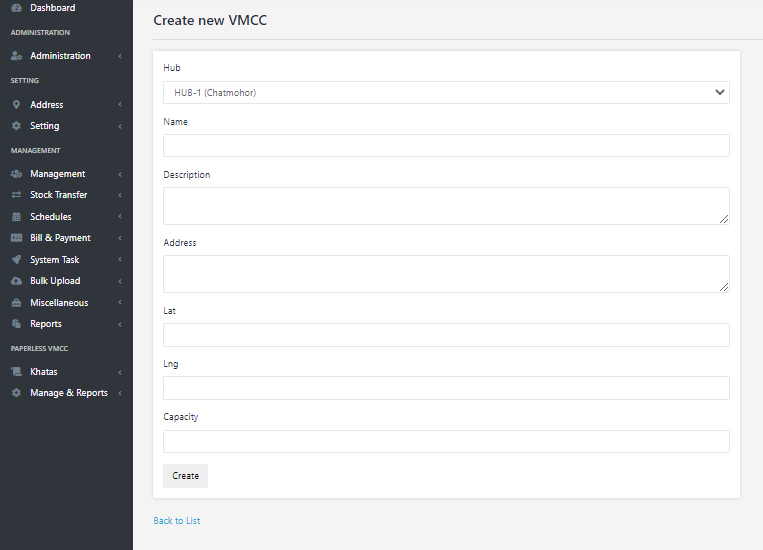 Dashboard
ADMINISTRATION
Administration
SETTING
Address
Setting
MANAGEMENT
Management
Stock Transfer
Schedules
Bill & Payment
System Task
Bulk Upload
Miscellaneous
Reports
PAPERLESS VMCC
Khatas
Manage & Reports
Create new VMCC
Hub
HUB-1 (Chatmohor)
Name
Description
Address
Lat
Lng
Capacity
Create
Back to List